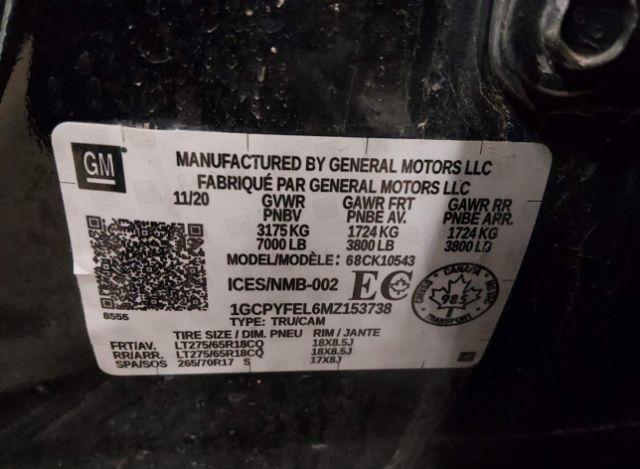 GM
MANUFACTURED BY GENERAL MOTORS LLC
FABRIQUÉ PAR GENERAL MOTORS LLC
11/20 GVWR GAWR FRT GAWR RR
PNBV PNBE AV. PNBE ARR.
3175 KG 1724 KG 1724 KG
7000 LB 3800 LB 3800 LB
MODEL/MODÈLE: 68CK10543
ICES/NMB-002 EC
CANADA
CANADA 985 CANADA
8555
1GCPYFEL6MZ153738
TYPE: TRU/CAM
TIRE SIZE / DIM. PNEU RIM / JANTE
FRT/AV. LT275/65R18CQ 18X8.5J
RR/ARR. LT275/65R18CQ 18X8.5J
SPA/SOS 265/70R17 S 17X8J